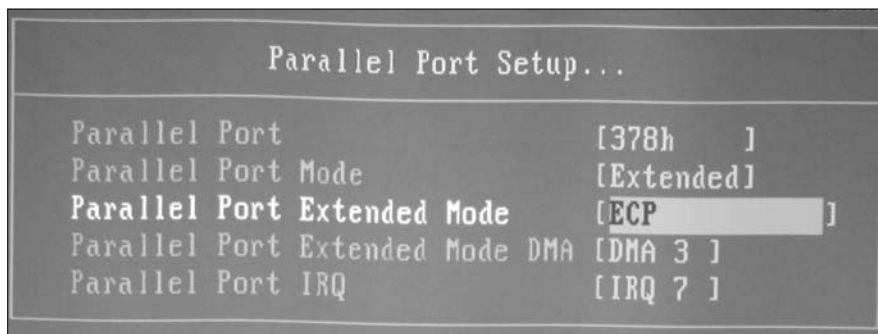 Parallel Port Setup...
Parallel Port [378h ]
Parallel Port Mode [Extended]
Parallel Port Extended Mode [ECP ]
Parallel Port Extended Mode DMA [DMA 3 ]
Parallel Port IRQ [IRQ 7 ]